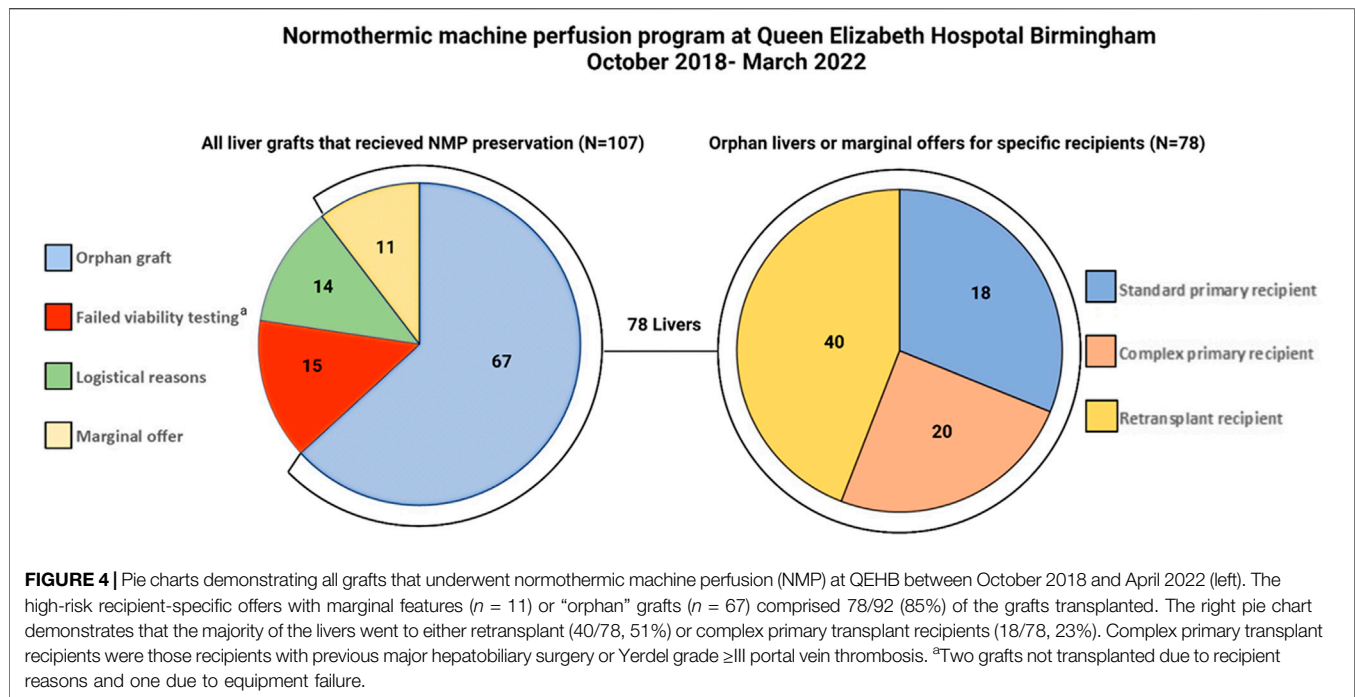 Normothermic machine perfusion program at Queen Elizabeth Hospotal Birmingham
October 2018- March 2022
All liver grafts that recieved NMP preservation (N=107)
Orphan livers or marginal offers for specific recipients (N=78)
Orphan graft
Failed viability testingᵃ
Logistical reasons
Marginal offer
11
14
15
67
78 Livers
18
40
20
Standard primary recipient
Complex primary recipient
Retransplant recipient
FIGURE 4 | Pie charts demonstrating all grafts that underwent normothermic machine perfusion (NMP) at QEHB between October 2018 and April 2022 (left). The
high-risk recipient-specific offers with marginal features (n = 11) or “orphan” grafts (n = 67) comprised 78/92 (85%) of the grafts transplanted. The right pie chart
demonstrates that the majority of the livers went to either retransplant (40/78, 51%) or complex primary transplant recipients (18/78, 23%). Complex primary transplant
recipients were those recipients with previous major hepatobiliary surgery or Yerdel grade ≥III portal vein thrombosis. ᵃTwo grafts not transplanted due to recipient
reasons and one due to equipment failure.